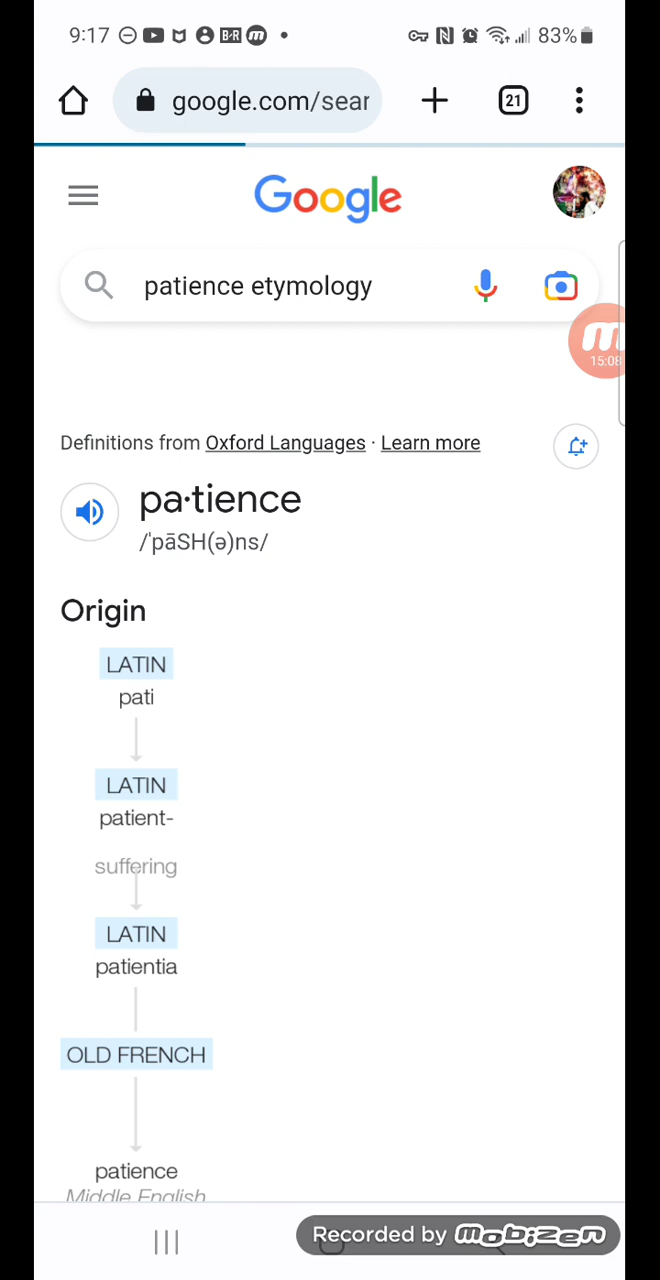 9:17 B·R m 83%
google.com/sear 21
Google
patience etymology
m
15:08
Definitions from Oxford Languages · Learn more
pa·tience
/ˈpāSH(ə)ns/
Origin
LATIN
pati
LATIN
patient-
suffering
LATIN
patientia
OLD FRENCH
patience
Middle English
Recorded by mobizen